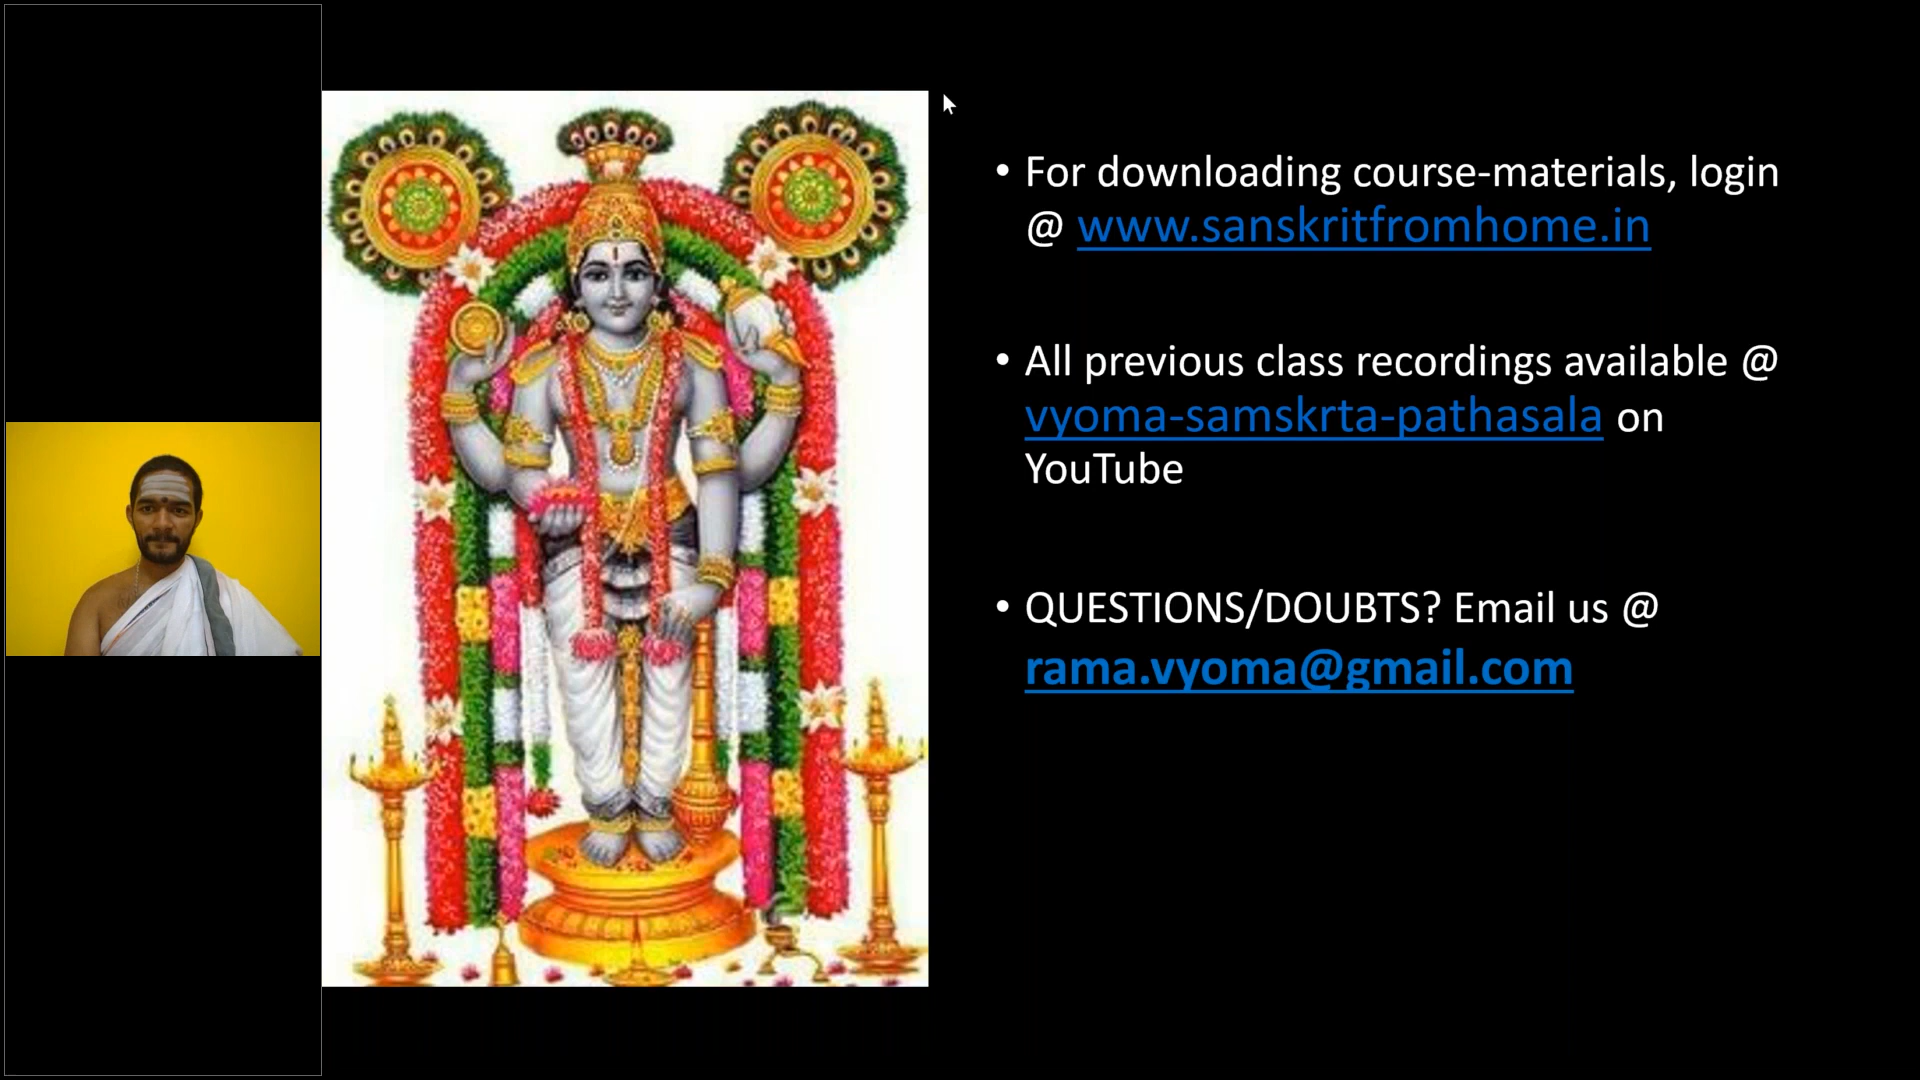 • For downloading course-materials, login
@ www.sanskritfromhome.in
• All previous class recordings available @
vyoma-samskrta-pathasala on
YouTube
• QUESTIONS/DOUBTS? Email us @
rama.vyoma@gmail.com